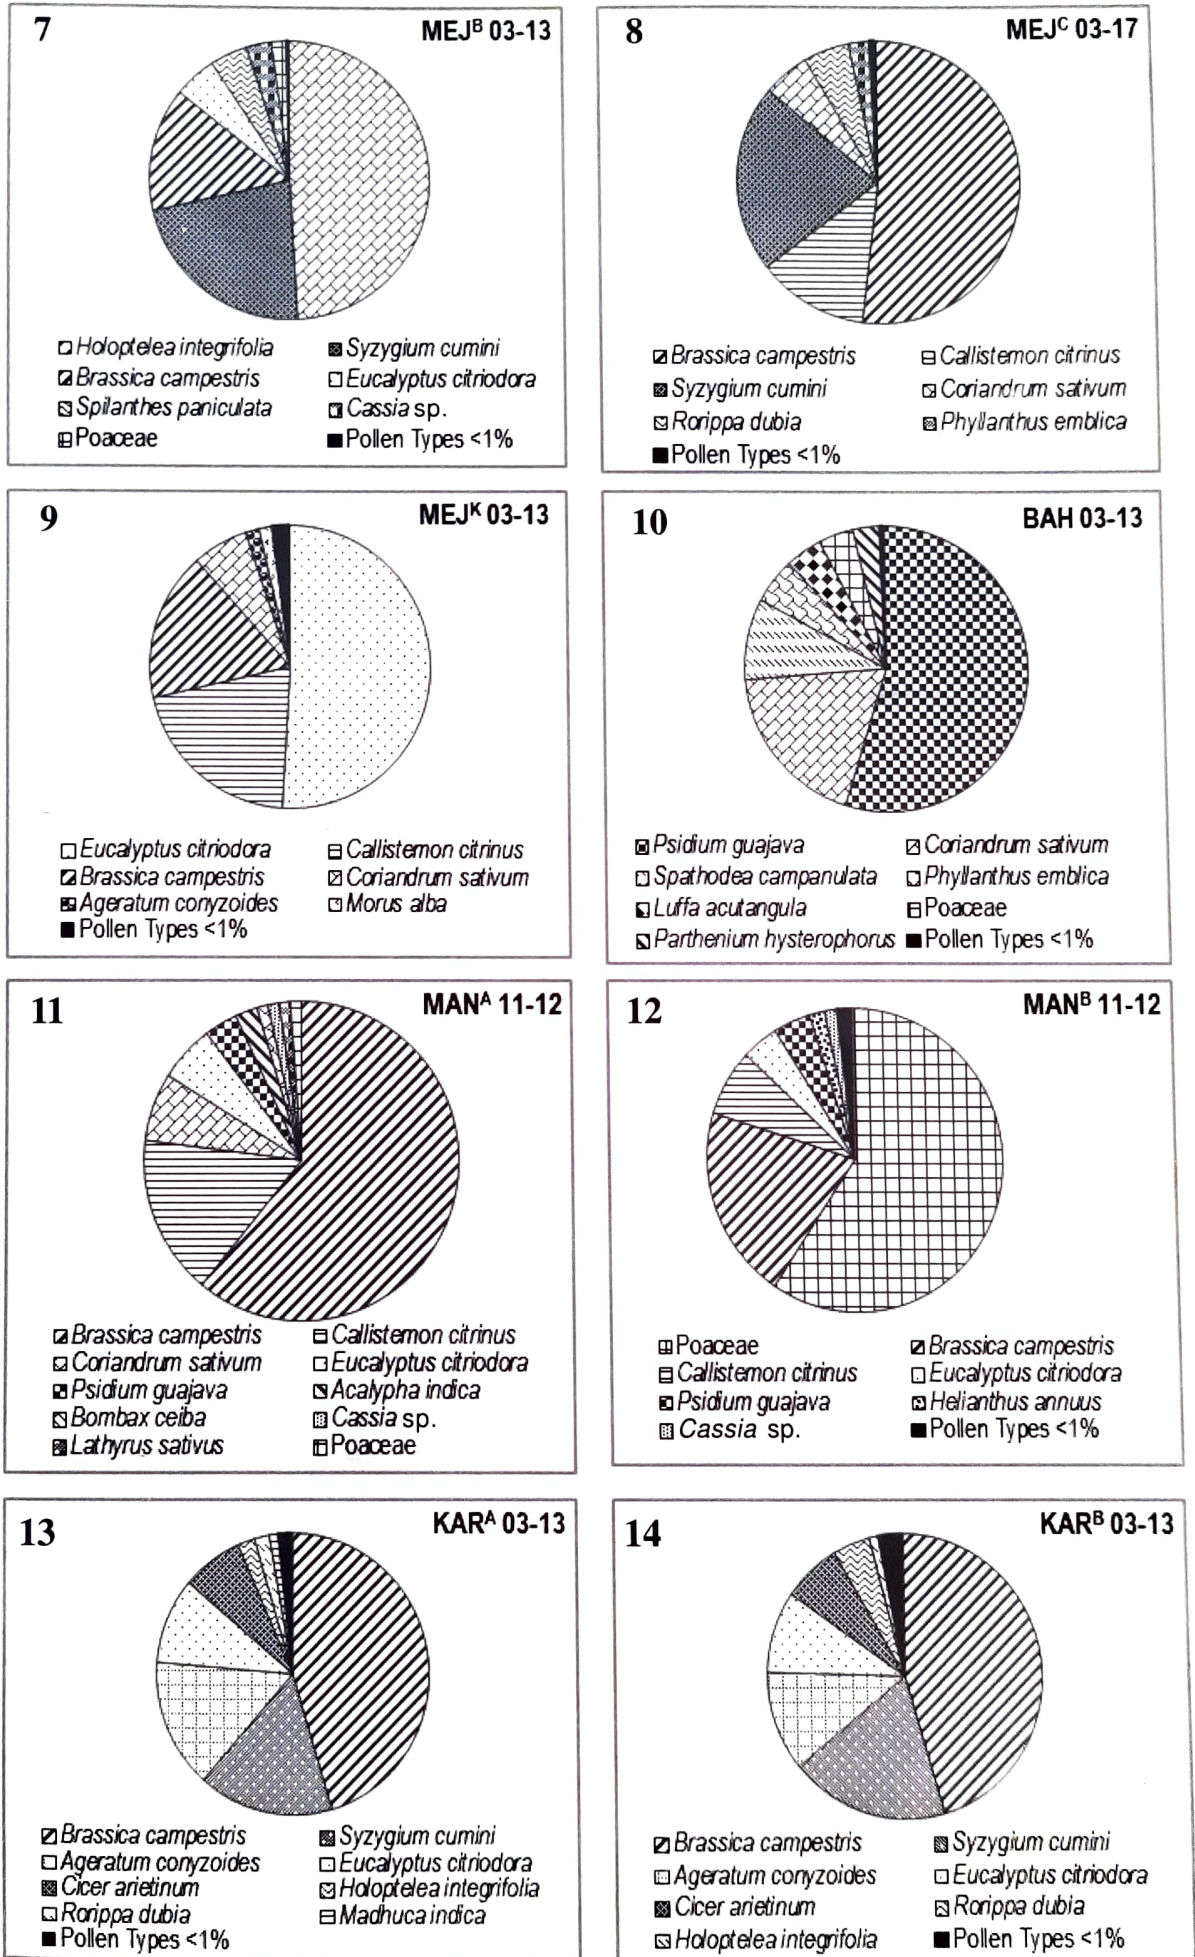 7 MEJᴮ 03-13
Holoptelea integrifolia Syzygium cumini
Brassica campestris Eucalyptus citriodora
Spilanthes paniculata Cassia sp.
Poaceae Pollen Types <1%
8 MEJᶜ 03-17
Brassica campestris Callistemon citrinus
Syzygium cumini Coriandrum sativum
Rorippa dubia Phyllanthus emblica
Pollen Types <1%
9 MEJᴷ 03-13
Eucalyptus citriodora Callistemon citrinus
Brassica campestris Coriandrum sativum
Ageratum conyzoides Morus alba
Pollen Types <1%
10 BAH 03-13
Psidium guajava Coriandrum sativum
Spathodea campanulata Phyllanthus emblica
Luffa acutangula Poaceae
Parthenium hysterophorus Pollen Types <1%
11 MANᴬ 11-12
Brassica campestris Callistemon citrinus
Coriandrum sativum Eucalyptus citriodora
Psidium guajava Acalypha indica
Bombax ceiba Cassia sp.
Lathyrus sativus Poaceae
12 MANᴮ 11-12
Poaceae Brassica campestris
Callistemon citrinus Eucalyptus citriodora
Psidium guajava Helianthus annuus
Cassia sp. Pollen Types <1%
13 KARᴬ 03-13
Brassica campestris Syzygium cumini
Ageratum conyzoides Eucalyptus citriodora
Cicer arietinum Holoptelea integrifolia
Rorippa dubia Madhuca indica
Pollen Types <1%
14 KARᴮ 03-13
Brassica campestris Syzygium cumini
Ageratum conyzoides Eucalyptus citriodora
Cicer arietinum Rorippa dubia
Holoptelea integrifolia Pollen Types <1%